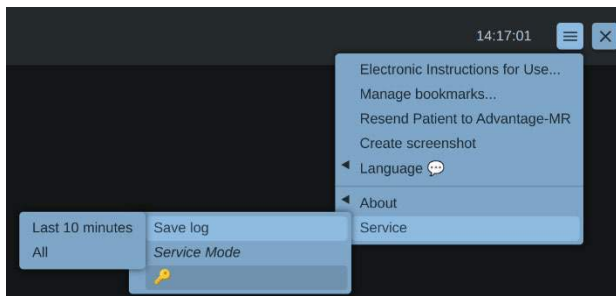 14:17:01
Electronic Instructions for Use...
Manage bookmarks...
Resend Patient to Advantage-MR
Create screenshot
Language 💬
About
Service
Save log
Service Mode
🔑
Last 10 minutes
All